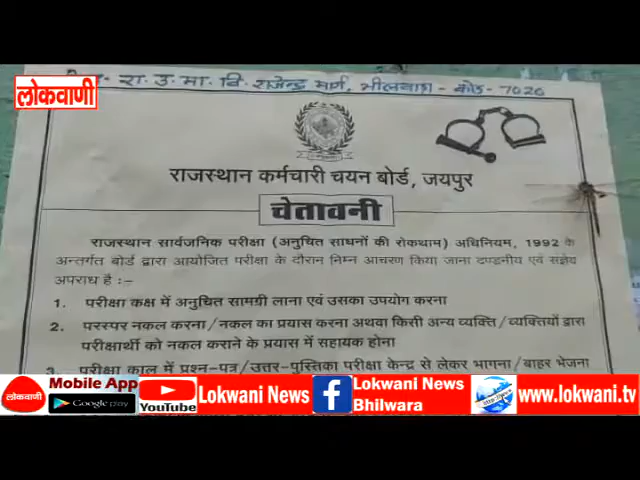 रा. उ. मा. वि. राजेन्द्र मार्ग, भीलवाड़ा - कोड - 7020
लोकवाणी
राजस्थान कर्मचारी चयन बोर्ड, जयपुर
चेतावनी
राजस्थान सार्वजनिक परीक्षा (अनुचित साधनों की रोकथाम) अधिनियम, 1992 के
अन्तर्गत बोर्ड द्वारा आयोजित परीक्षा के दौरान निम्न आचरण किया जाना दण्डनीय एवं संज्ञेय
अपराध है :–
1. परीक्षा कक्ष में अनुचित सामग्री लाना एवं उसका उपयोग करना
2. परस्पर नकल करना/नकल का प्रयास करना अथवा किसी अन्य व्यक्ति/व्यक्तियों द्वारा
परीक्षार्थी को नकल कराने के प्रयास में सहायक होना
3. परीक्षा काल में प्रश्न-पत्र/उत्तर-पुस्तिका परीक्षा केन्द्र से लेकर भागना/बाहर भेजना
लोकवाणी
Mobile App
Google play
YouTube
Lokwani News
Lokwani News
Bhilwara
www.lokwani.tv